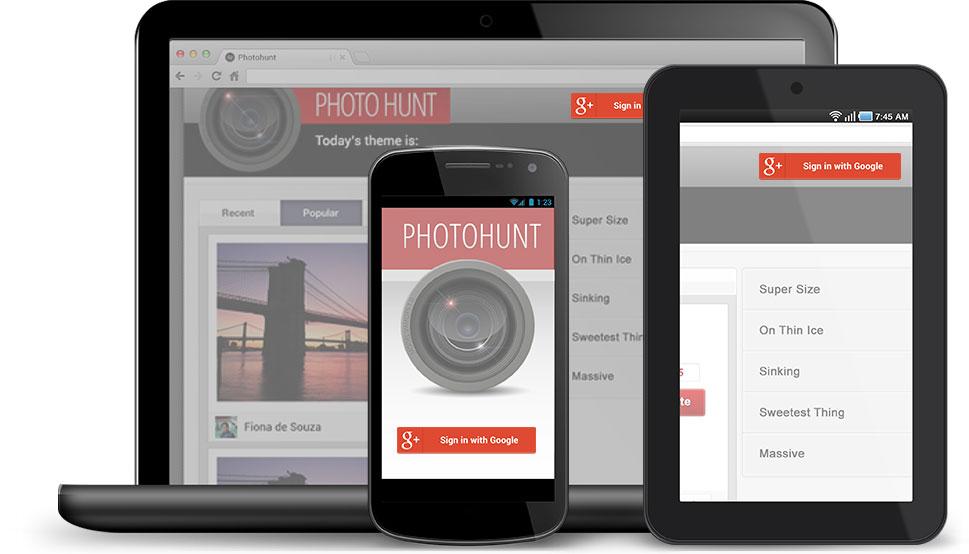 Photohunt
PHOTO HUNT
g+ Sign in
Today's theme is:
Recent
Popular
Super Size
On Thin Ice
Sinking
Sweetest Thin
Massive
Fiona de Souza
1:23
PHOTOHUNT
g+ Sign in with Google
7:45 AM
g+ Sign in with Google
Super Size
On Thin Ice
Sinking
Sweetest Thing
Massive
te